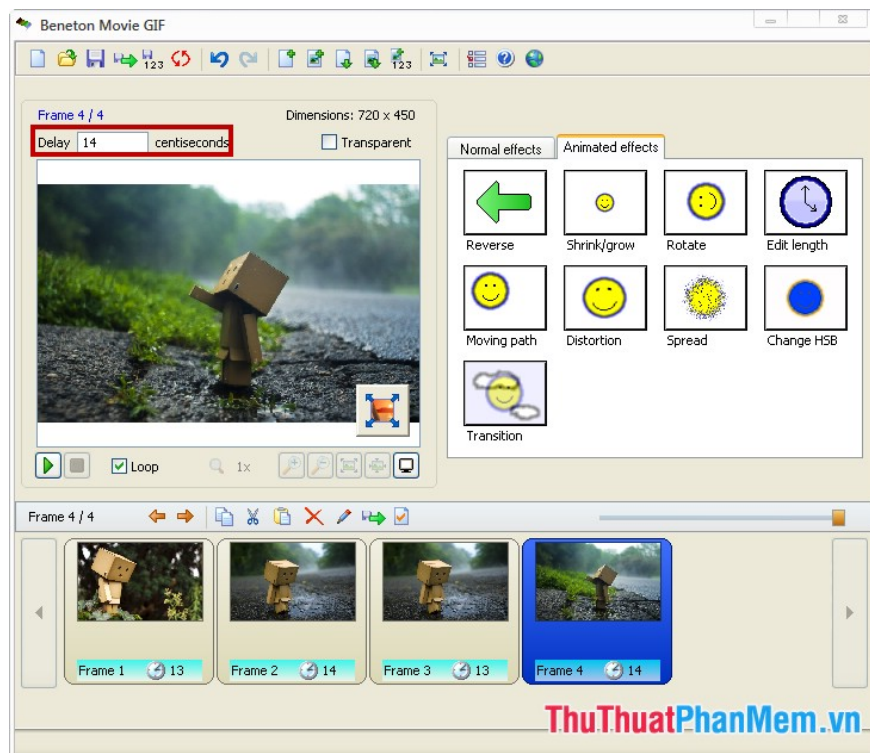 Beneton Movie GIF
123
123
Frame 4 / 4
Dimensions: 720 x 450
Delay 14 centiseconds
Transparent
Normal effects
Animated effects
Reverse
Shrink/grow
Rotate
Edit length
Moving path
Distortion
Spread
Change HSB
Transition
Loop
1x
Frame 4 / 4
Frame 1 13
Frame 2 14
Frame 3 13
Frame 4 14
ThuThuatPhanMem.vn